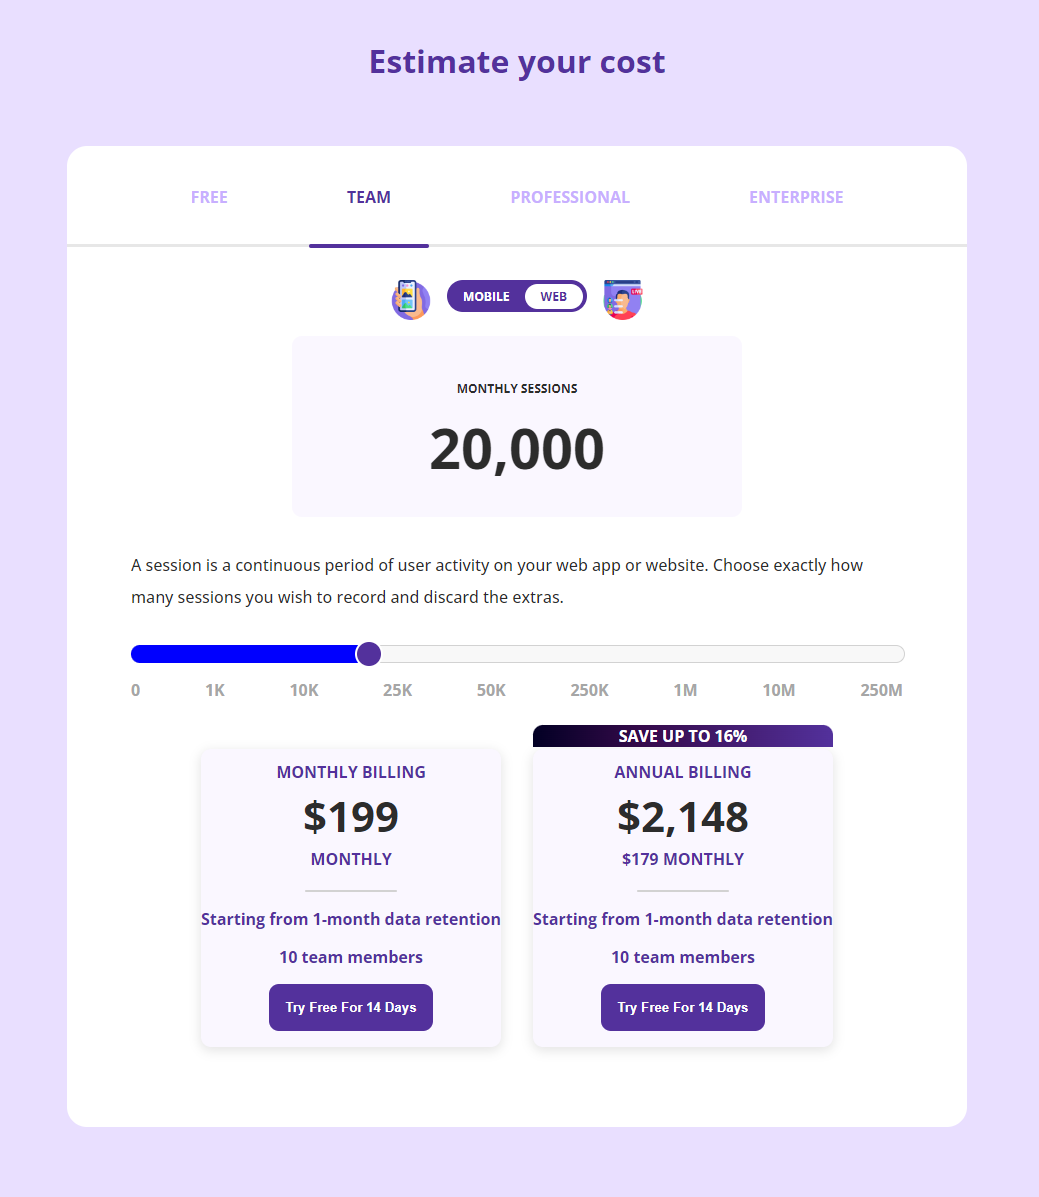 Estimate your cost
FREE
TEAM
PROFESSIONAL
ENTERPRISE
MOBILE
WEB
LIVE
MONTHLY SESSIONS
20,000
A session is a continuous period of user activity on your web app or website. Choose exactly how
many sessions you wish to record and discard the extras.
0 1K 10K 25K 50K 250K 1M 10M 250M
MONTHLY BILLING
$199
MONTHLY
Starting from 1-month data retention
10 team members
Try Free For 14 Days
SAVE UP TO 16%
ANNUAL BILLING
$2,148
$179 MONTHLY
Starting from 1-month data retention
10 team members
Try Free For 14 Days